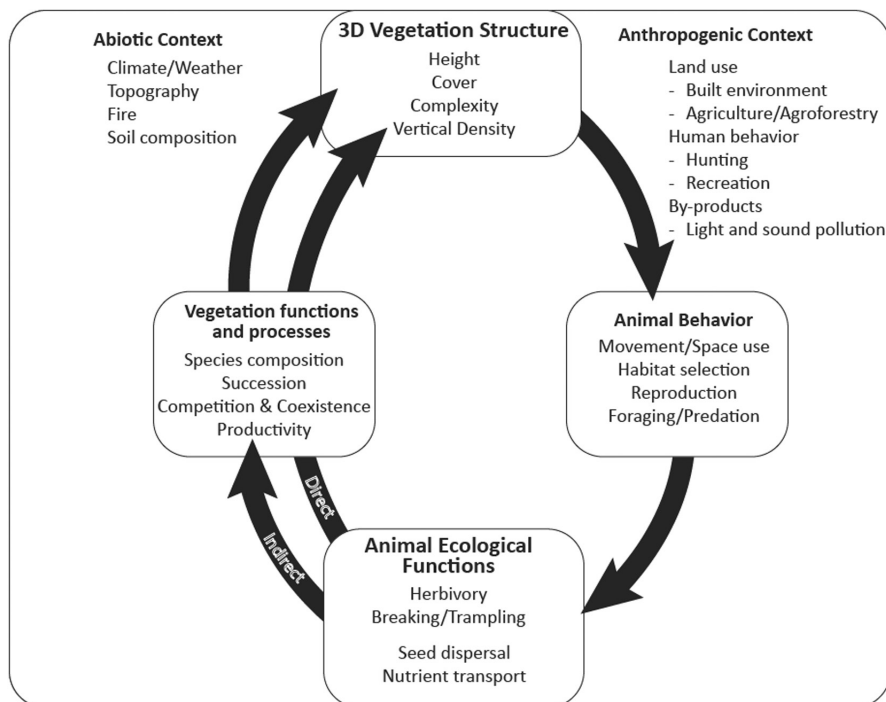 Abiotic Context
Climate/Weather
Topography
Fire
Soil composition
3D Vegetation Structure
Height
Cover
Complexity
Vertical Density
Anthropogenic Context
Land use
- Built environment
- Agriculture/Agroforestry
Human behavior
- Hunting
- Recreation
By-products
- Light and sound pollution
Animal Behavior
Movement/Space use
Habitat selection
Reproduction
Foraging/Predation
Animal Ecological
Functions
Herbivory
Breaking/Trampling
Seed dispersal
Nutrient transport
Direct
Indirect
Vegetation functions
and processes
Species composition
Succession
Competition & Coexistence
Productivity